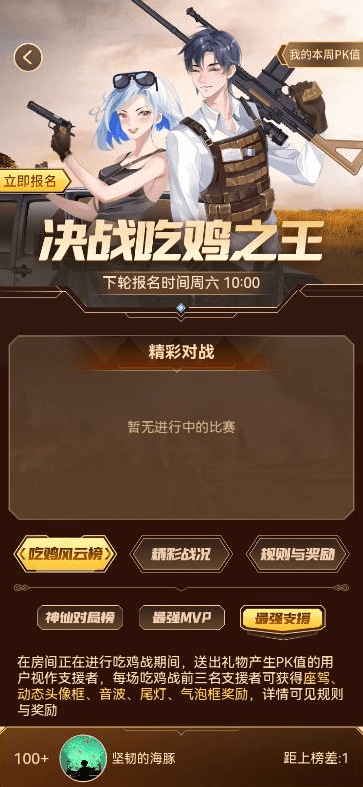 我的本周PK值
立即报名
决战吃鸡之王
下轮报名时间周六 10:00
精彩对战
暂无进行中的比赛
吃鸡风云榜 精彩战况 规则与奖励
神仙对局榜 最强MVP 最强支援
在房间正在进行吃鸡战期间，送出礼物产生PK值的用
户视作支援者，每场吃鸡战前三名支援者可获得座驾、
动态头像框、音波、尾灯、气泡框奖励，详情可见规则
与奖励
100+ 坚韧的海豚 距上榜差:1